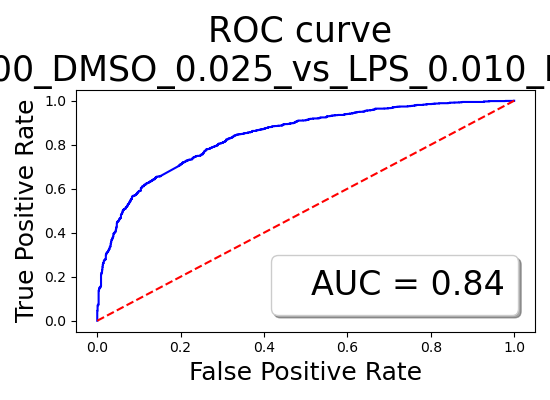 ROC curve
00_DMSO_0.025_vs_LPS_0.010_
True Positive Rate
1.0
0.8
0.6
0.4
0.2
0.0
AUC = 0.84
0.0 0.2 0.4 0.6 0.8 1.0
False Positive Rate